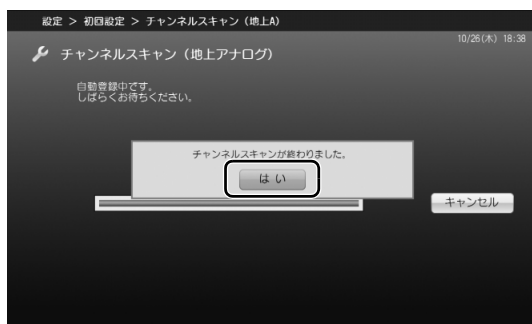 設定 > 初回設定 > チャンネルスキャン（地上A）
10/26(木) 18:38
チャンネルスキャン（地上アナログ）
自動登録中です。
しばらくお待ちください。
チャンネルスキャンが終わりました。
はい
キャンセル